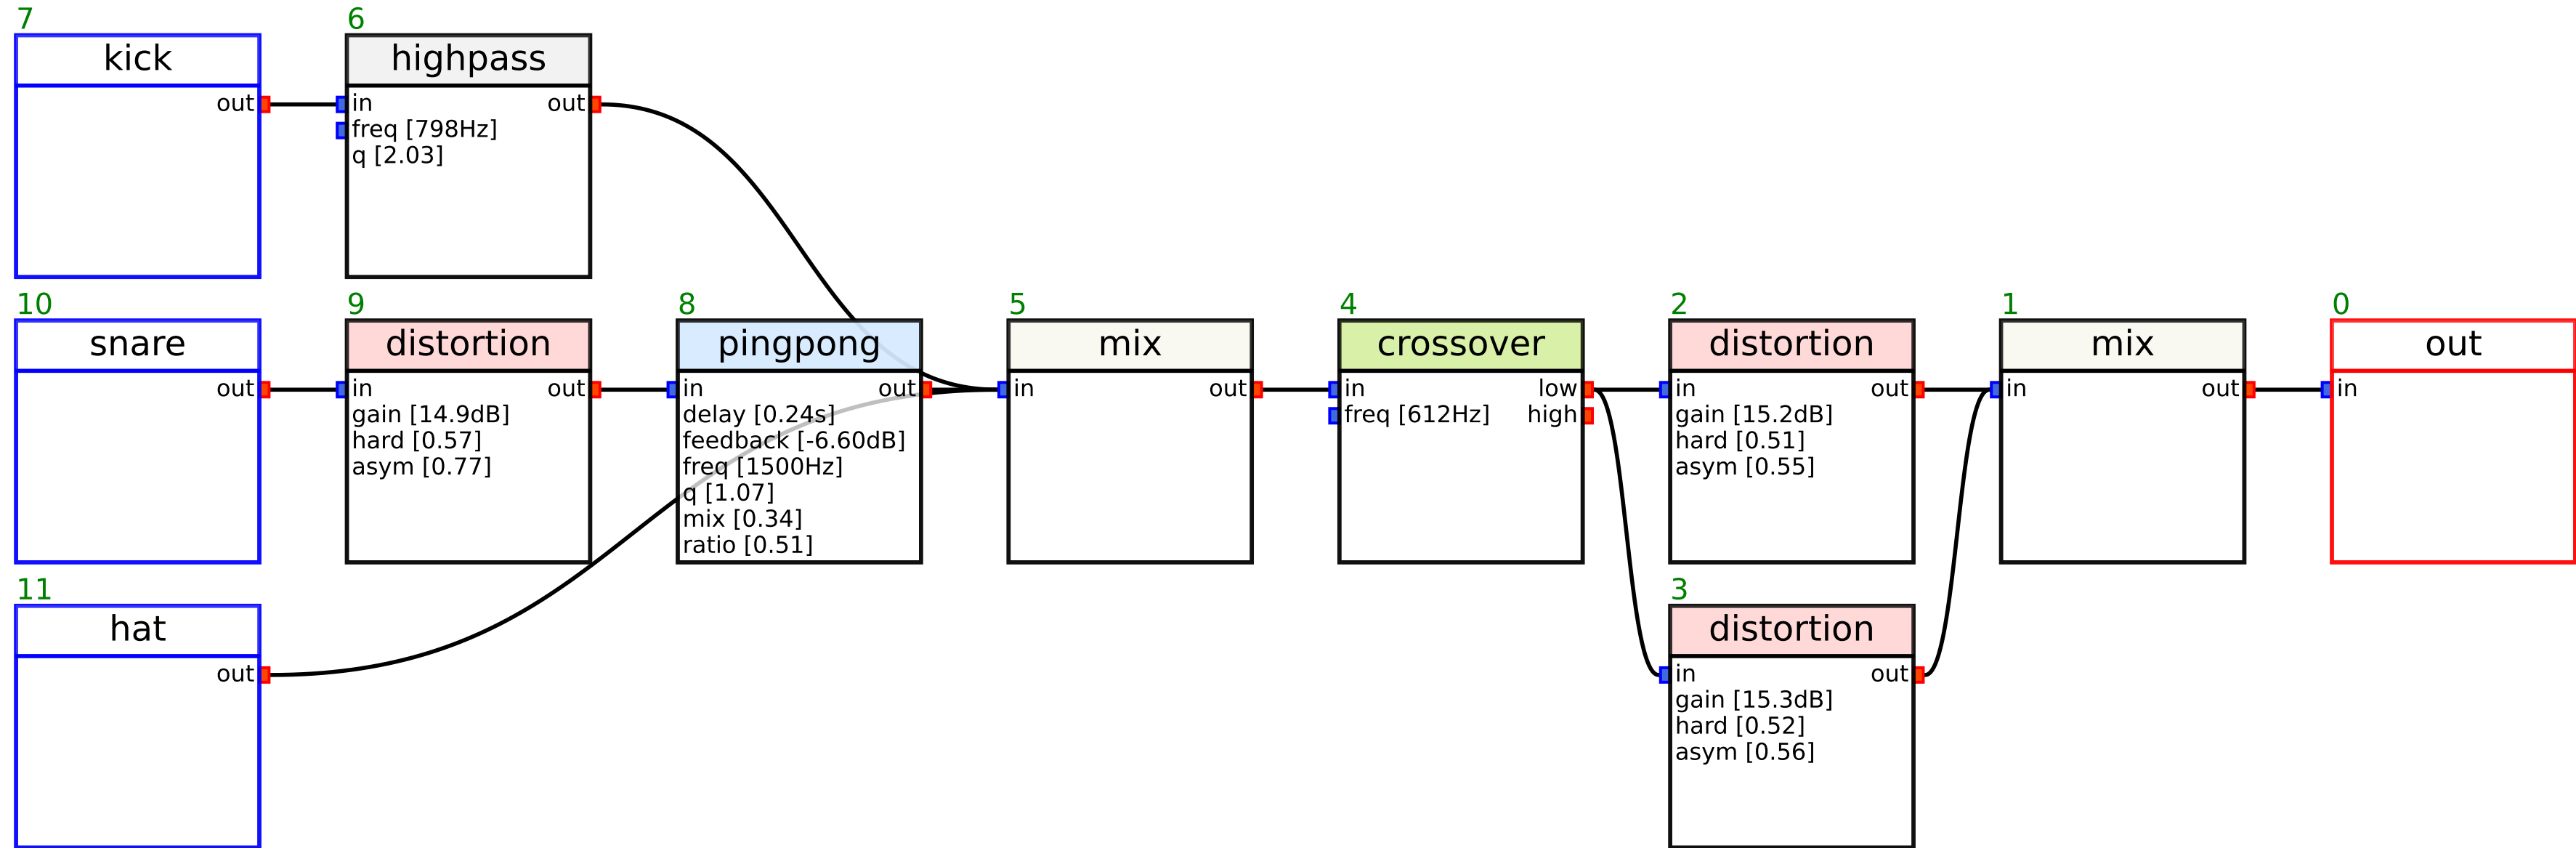 7
kick
out
6
highpass
in out
freq [798Hz]
q [2.03]
10
snare
out
9
distortion
in out
gain [14.9dB]
hard [0.57]
asym [0.77]
8
pingpong
in out
delay [0.24s]
feedback [-6.60dB]
freq [1500Hz]
q [1.07]
mix [0.34]
ratio [0.51]
5
mix
in out
4
crossover
in low
freq [612Hz] high
2
distortion
in out
gain [15.2dB]
hard [0.51]
asym [0.55]
1
mix
in out
0
out
in
11
hat
out
3
distortion
in out
gain [15.3dB]
hard [0.52]
asym [0.56]